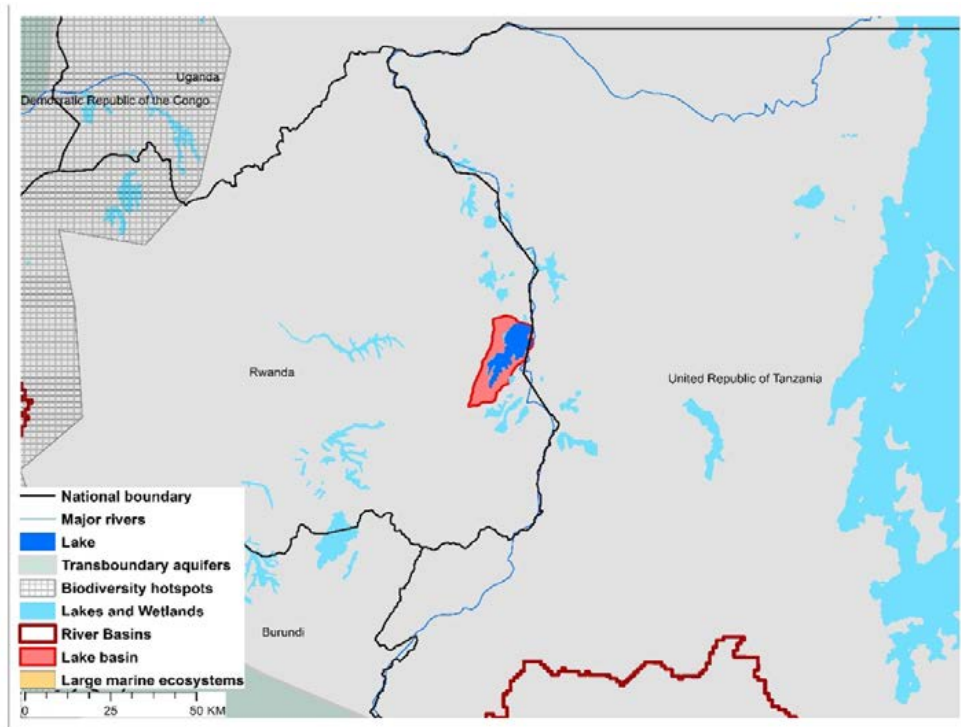 Uganda
Democratic Republic of the Congo
Rwanda
United Republic of Tanzania
Burundi
National boundary
Major rivers
Lake
Transboundary aquifers
Biodiversity hotspots
Lakes and Wetlands
River Basins
Lake basin
Large marine ecosystems
0 25 50 KM